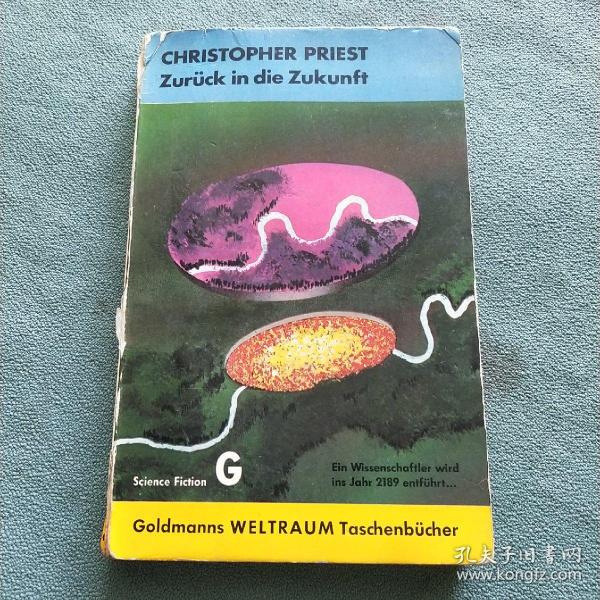 CHRISTOPHER PRIEST
Zurück in die Zukunft
Science Fiction G
Ein Wissenschaftler wird
ins Jahr 2189 entführt...
Goldmanns WELTRAUM Taschenbücher
孔夫子旧书网
www.kongfz.com